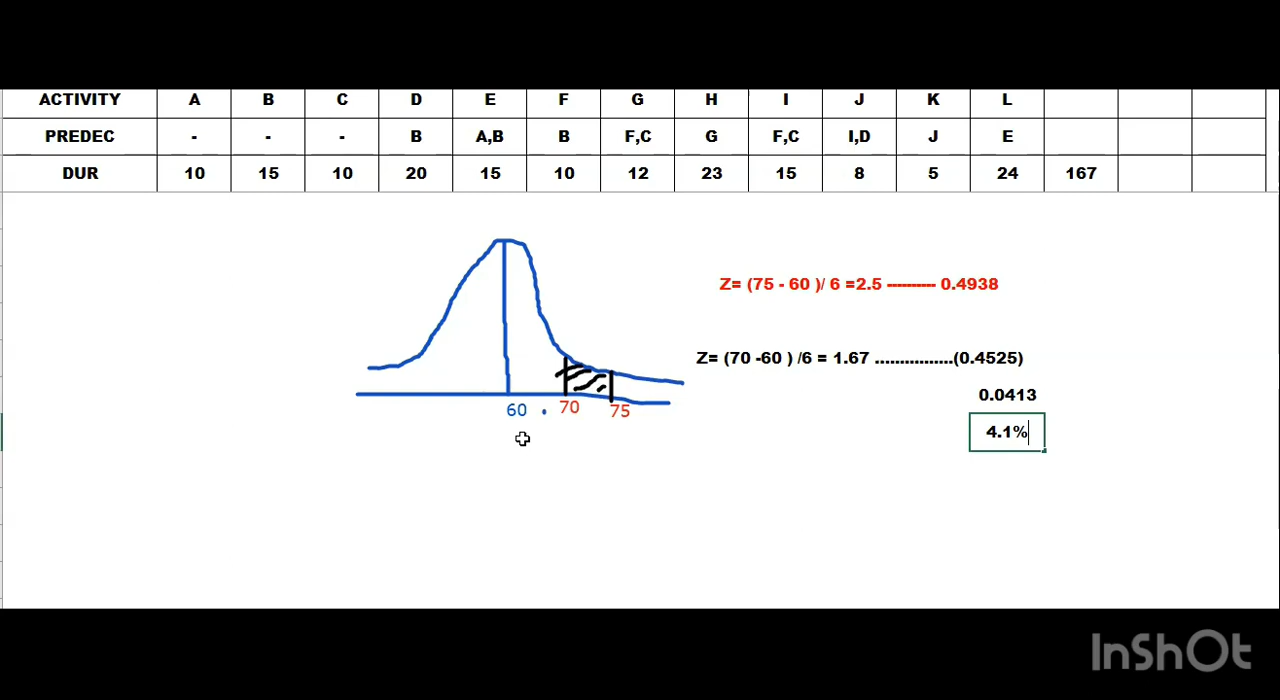 ACTIVITY A B C D E F G H I J K L
PREDEC - - - B A,B B F,C G F,C I,D J E
DUR 10 15 10 20 15 10 12 23 15 8 5 24 167
Z= (75 - 60 )/ 6 =2.5 ---------- 0.4938
Z= (70 -60 ) /6 = 1.67 ................(0.4525)
0.0413
60 . 70 75
4.1%
InShOt